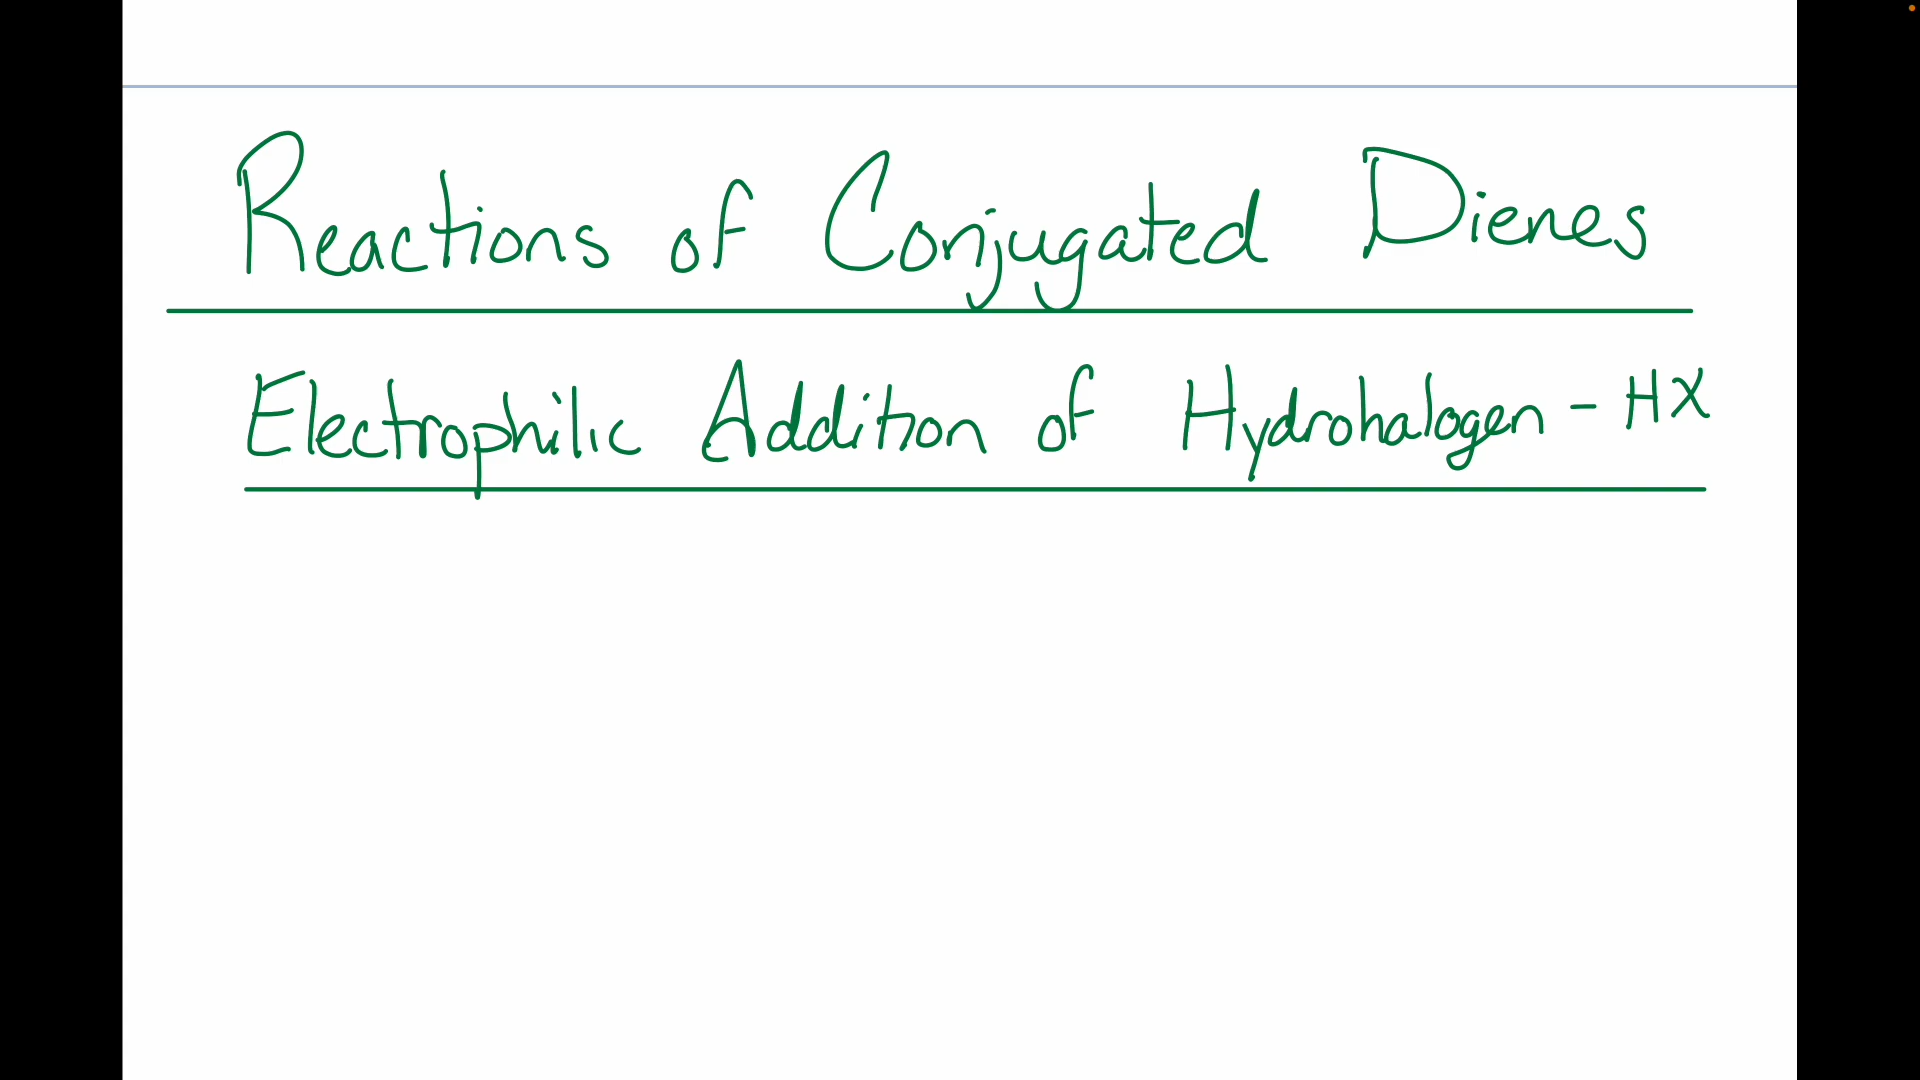 Reactions of Conjugated Dienes
Electrophilic Addition of Hydrohalogen - HX